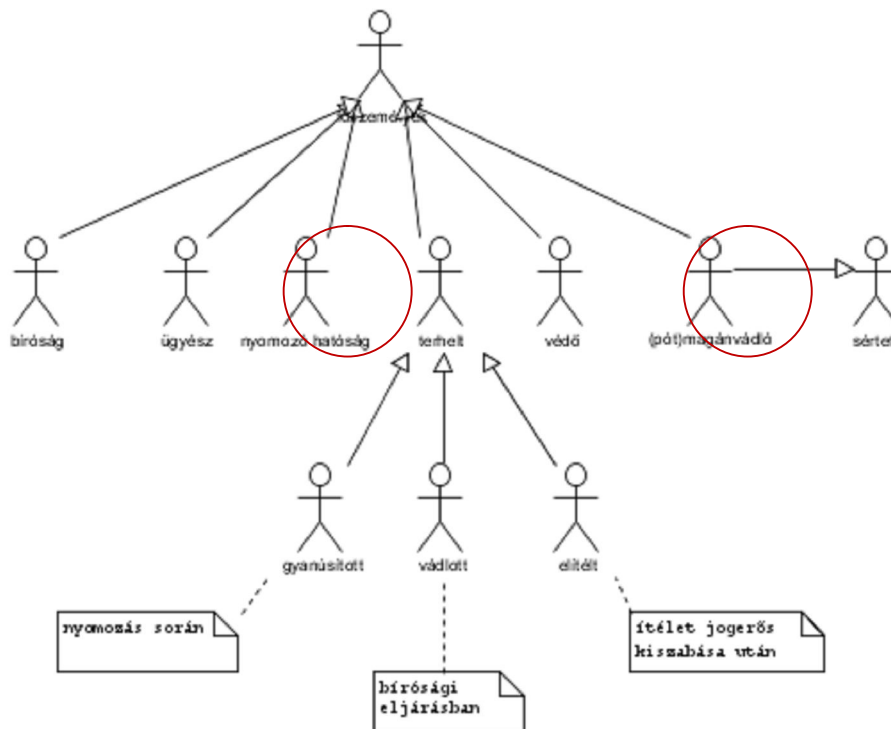 bíróság
ügyész
nyomozó hatóság
terhelt
védő
(pót)magánvádló
gyanúsított
vádlott
elítélt
nyomozás során
ítélet jogerős
kiszabása után
bírósági
eljárásban